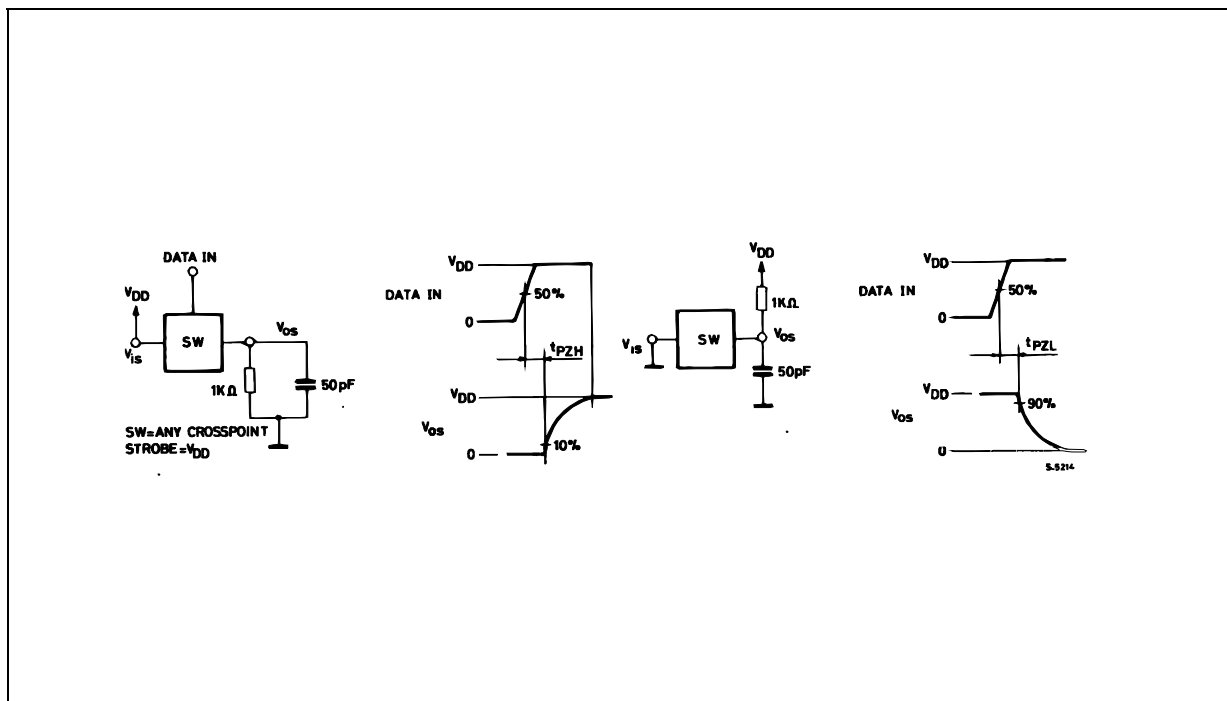 DATA IN
VDD
Vis
SW
Vos
1KΩ
50pF
SW=ANY CROSSPOINT
STROBE=VDD
VDD
DATA IN
50%
0
tPZH
VDD
Vos
10%
0
VDD
1KΩ
Vis
SW
Vos
50pF
VDD
DATA IN
50%
0
tPZL
VDD
90%
Vos
0
S-5214